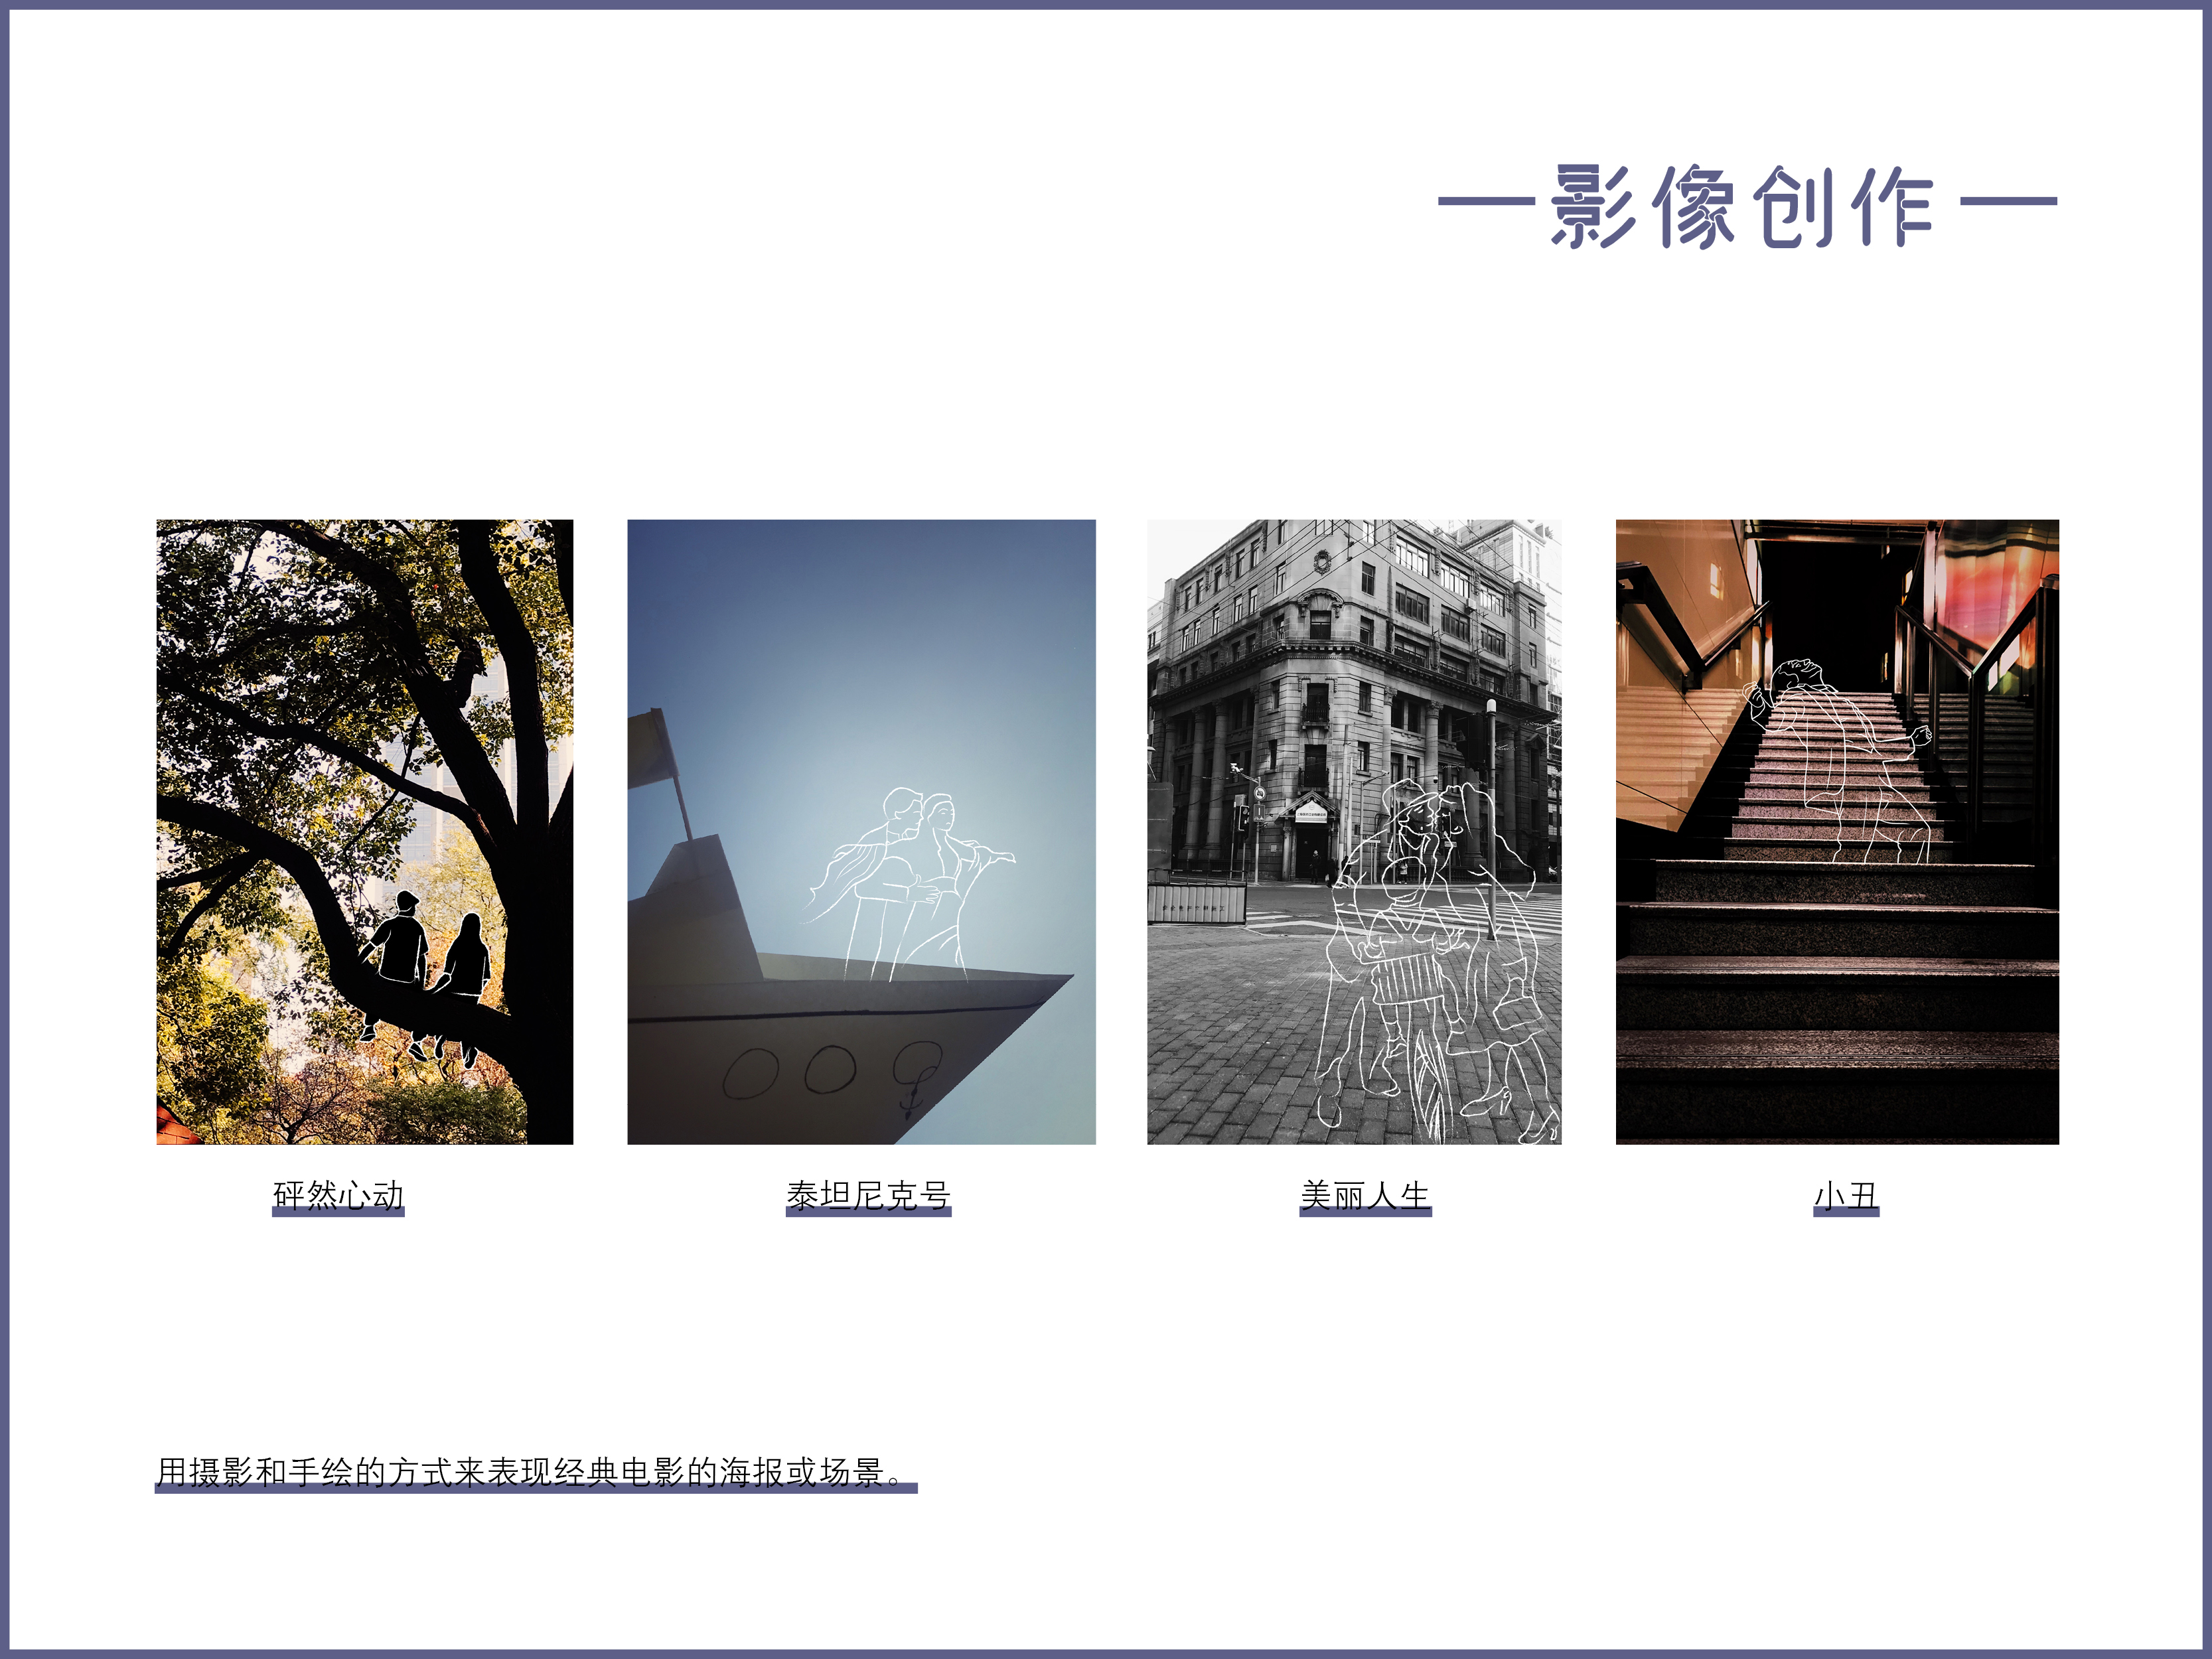 影像创作
砰然心动
泰坦尼克号
美丽人生
小丑
用摄影和手绘的方式来表现经典电影的海报或场景。